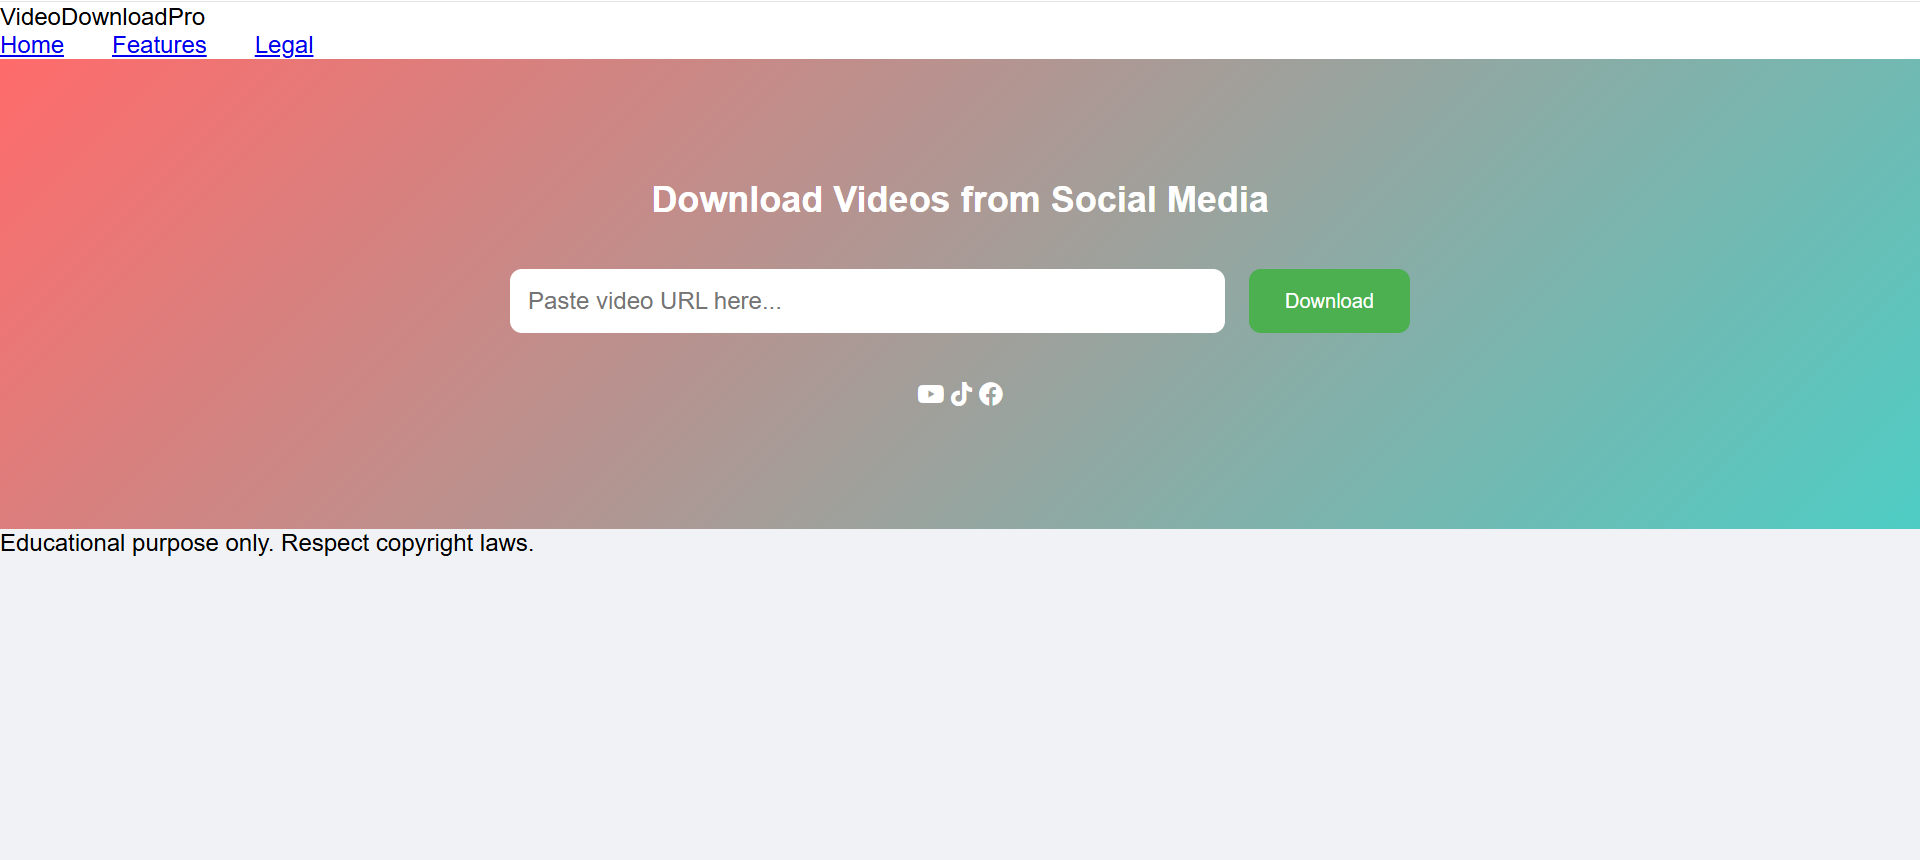 VideoDownloadPro
Home Features Legal
Download Videos from Social Media
Paste video URL here...
Download
Educational purpose only. Respect copyright laws.